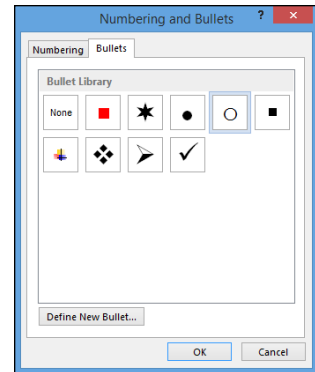 Numbering and Bullets ? ×
Numbering Bullets
Bullet Library
None
Define New Bullet...
OK Cancel